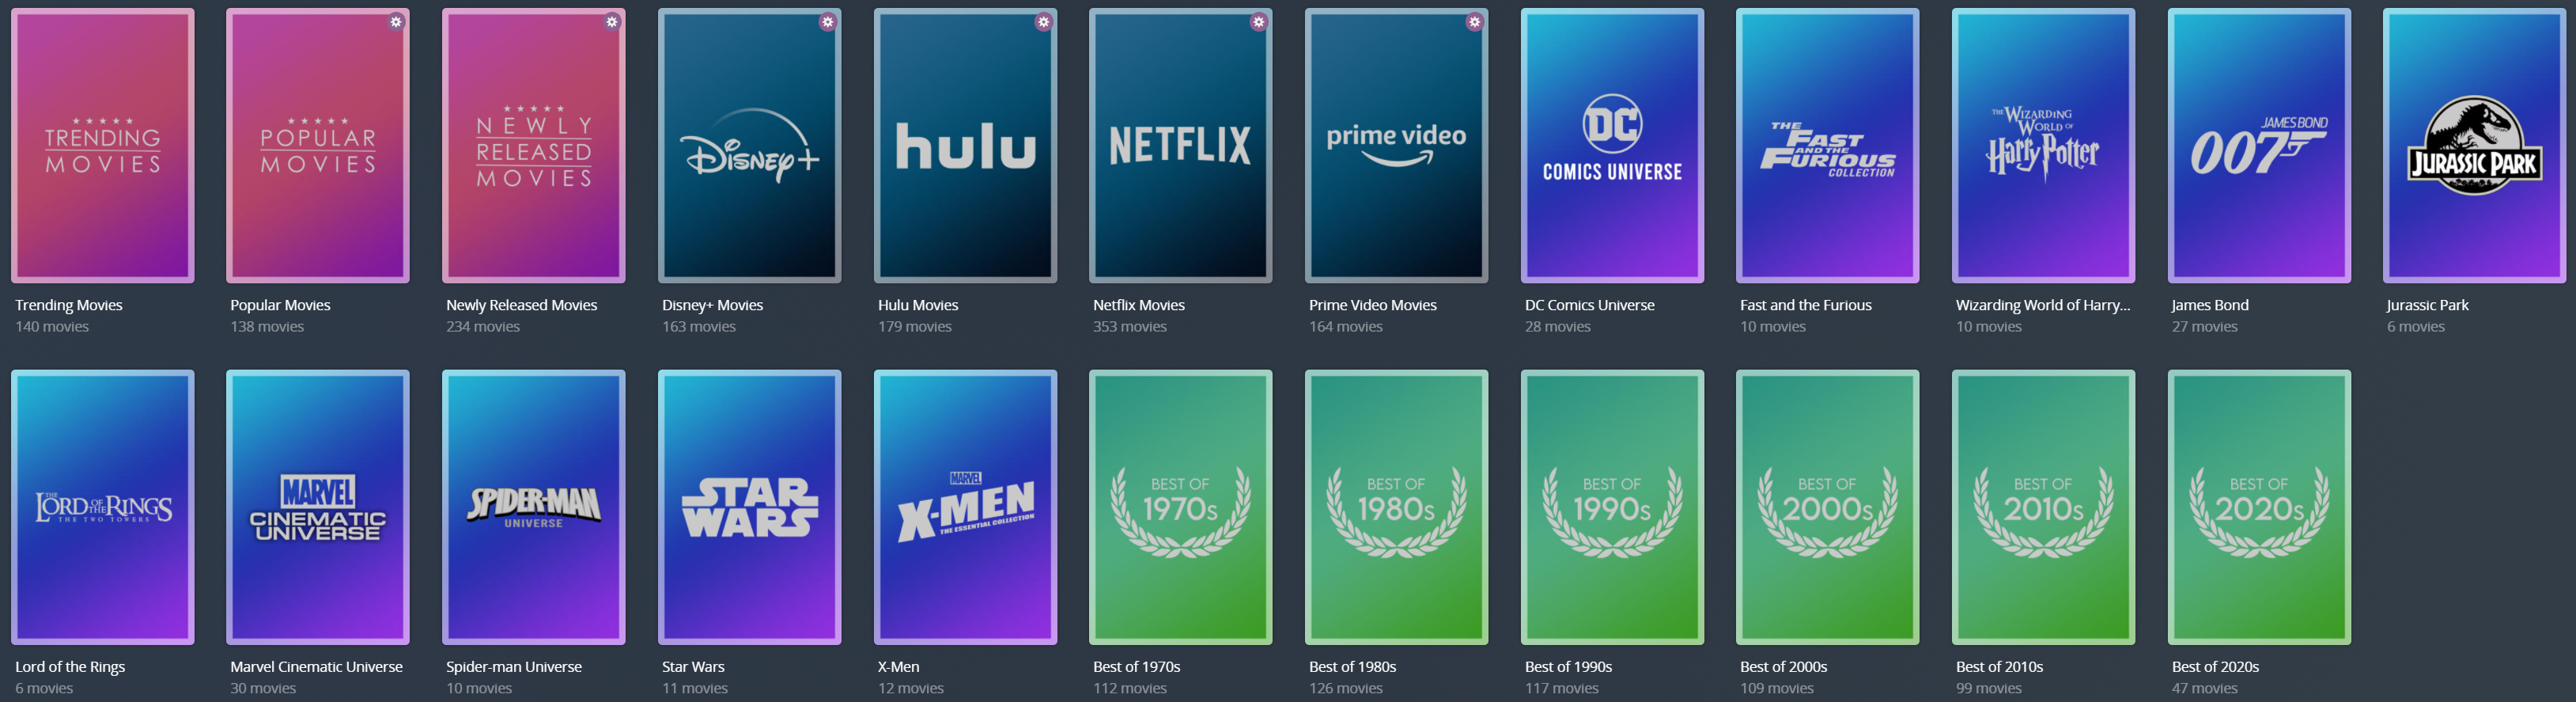 ★ ★ ★ ★ ★
TRENDING
MOVIES
Trending Movies
140 movies
★ ★ ★ ★ ★
POPULAR
MOVIES
Popular Movies
138 movies
★ ★ ★ ★ ★
NEWLY
RELEASED
MOVIES
Newly Released Movies
234 movies
Disney+
Disney+ Movies
163 movies
hulu
Hulu Movies
179 movies
NETFLIX
Netflix Movies
353 movies
prime video
Prime Video Movies
164 movies
DC
COMICS UNIVERSE
DC Comics Universe
28 movies
THE
FAST
AND THE
FURIOUS
COLLECTION
Fast and the Furious
10 movies
THE WIZARDING
WORLD OF
Harry Potter
Wizarding World of Harry...
10 movies
JAMES BOND
007
James Bond
27 movies
JURASSIC PARK
Jurassic Park
6 movies
THE
LORD OF THE RINGS
THE TWO TOWERS
Lord of the Rings
6 movies
MARVEL
CINEMATIC
UNIVERSE
Marvel Cinematic Universe
30 movies
SPIDER-MAN
UNIVERSE
Spider-man Universe
10 movies
STAR
WARS
Star Wars
11 movies
MARVEL
X-MEN
THE ESSENTIAL COLLECTION
X-Men
12 movies
BEST OF
1970s
Best of 1970s
112 movies
BEST OF
1980s
Best of 1980s
126 movies
BEST OF
1990s
Best of 1990s
117 movies
BEST OF
2000s
Best of 2000s
109 movies
BEST OF
2010s
Best of 2010s
99 movies
BEST OF
2020s
Best of 2020s
47 movies